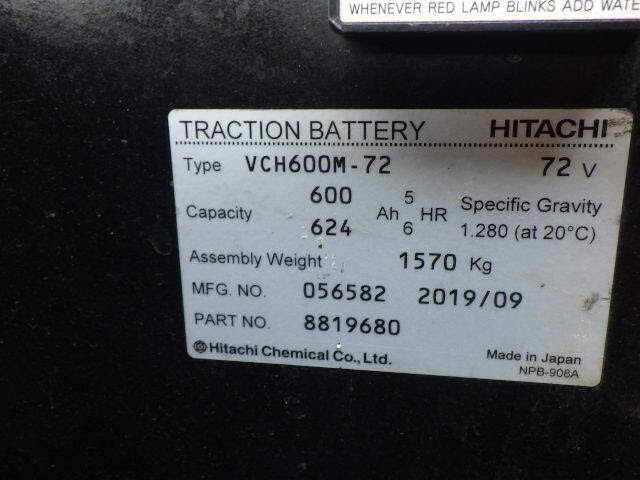 WHENEVER RED LAMP BLINKS ADD WATE
TRACTION BATTERY HITACHI
Type VCH600M-72 72 V
Capacity 600 624 Ah 5 6 HR Specific Gravity
1.280 (at 20°C)
Assembly Weight 1570 Kg
MFG. NO. 056582 2019/09
PART NO. 8819680
Hitachi Chemical Co., Ltd. Made in Japan
NPB-908A